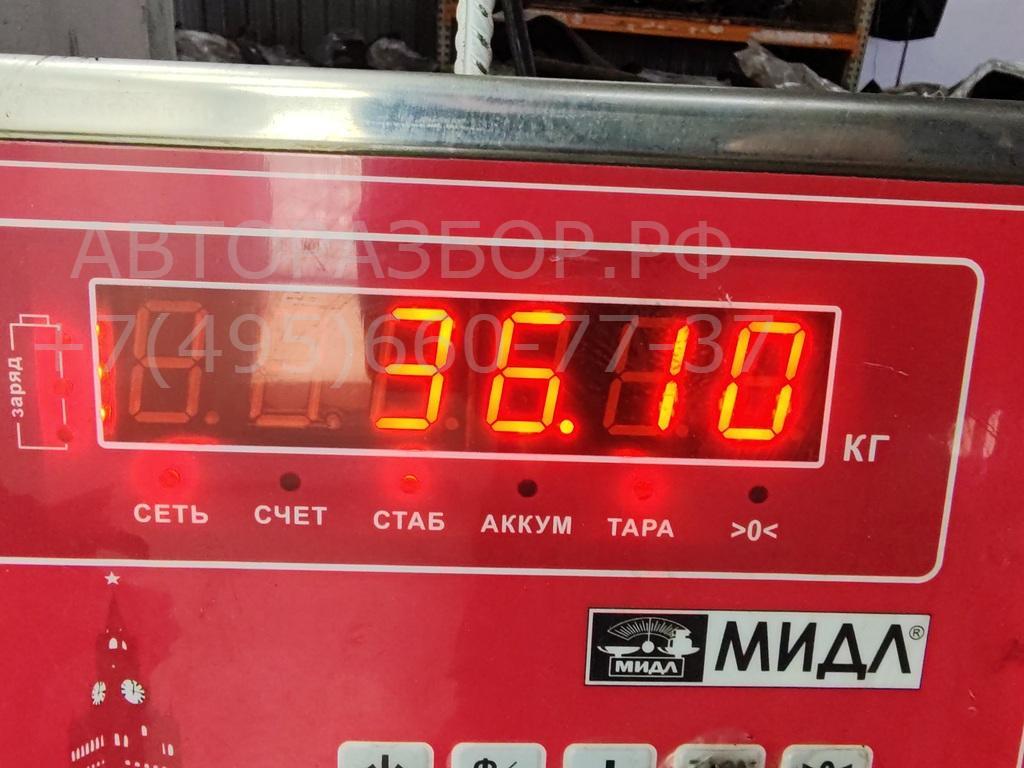 АВТОРАЗБОР.РФ
+7(495)660-77-37
заряд
36.10
КГ
СЕТЬ СЧЕТ СТАБ АККУМ ТАРА >0<
МИДЛ МИДЛ®
>0<